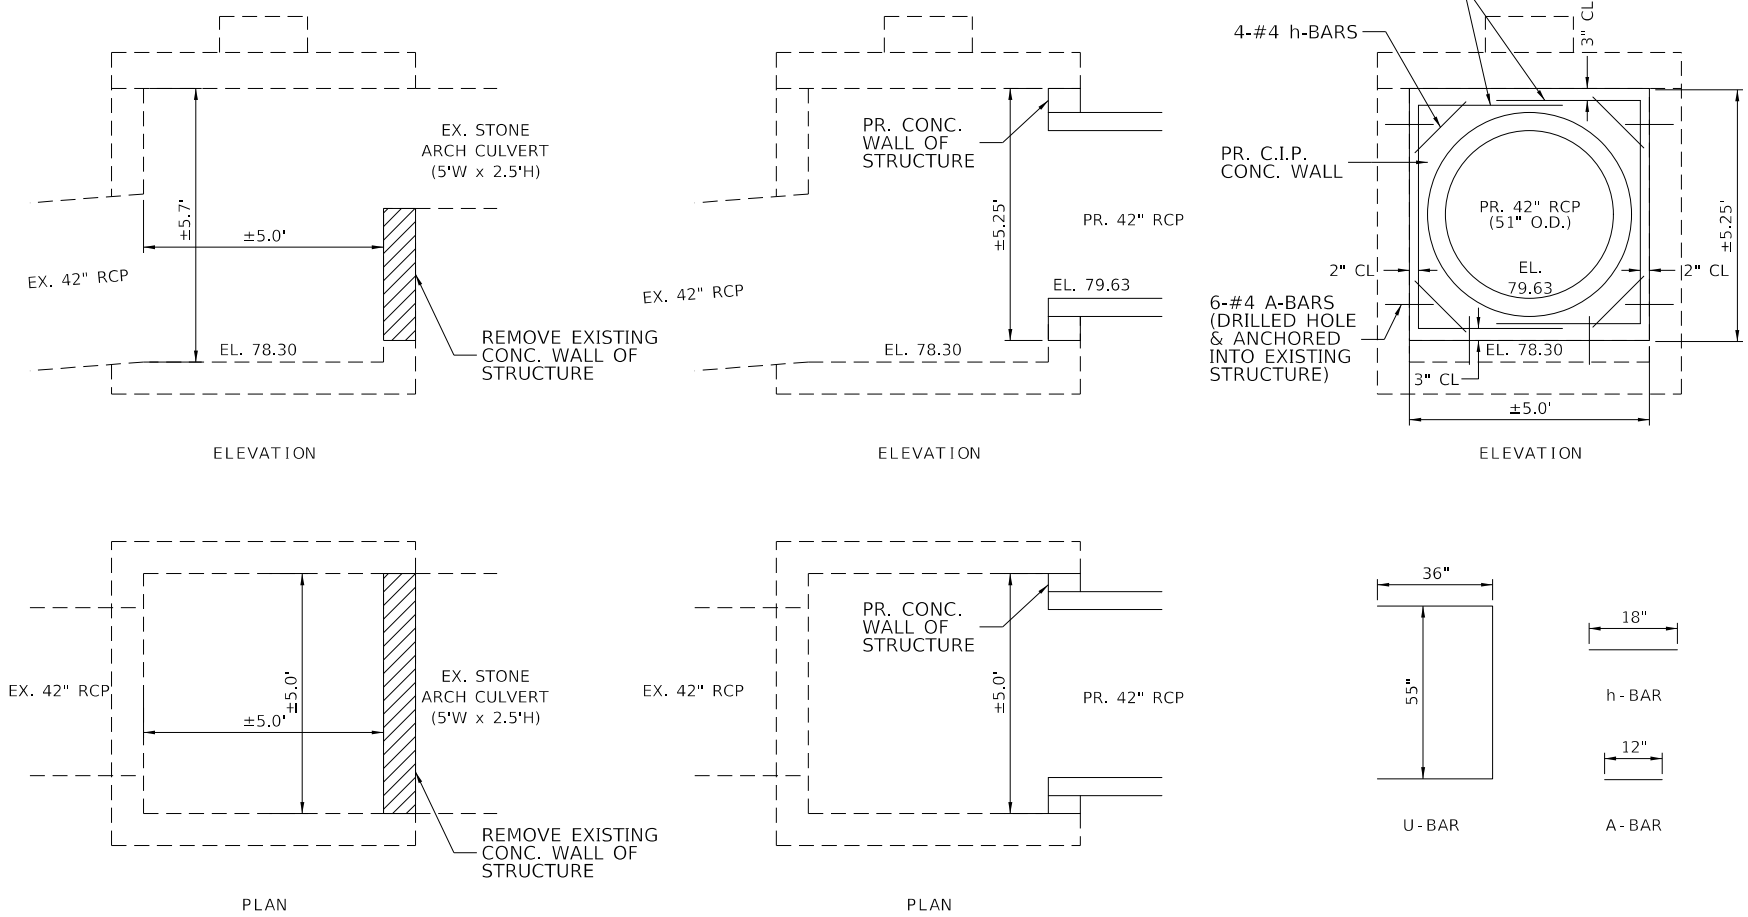 EX. STONE
ARCH CULVERT
(5'W x 2.5'H)
±5.7'
±5.0'
EX. 42" RCP
EL. 78.30
REMOVE EXISTING
CONC. WALL OF
STRUCTURE
ELEVATION
PR. CONC.
WALL OF
STRUCTURE
±5.25'
PR. 42" RCP
EX. 42" RCP
EL. 79.63
EL. 78.30
ELEVATION
4-#4 h-BARS
3" CL
PR. C.I.P.
CONC. WALL
PR. 42" RCP
(51" O.D.)
±5.25'
2" CL
EL.
79.63
2" CL
6-#4 A-BARS
(DRILLED HOLE
& ANCHORED
INTO EXISTING
STRUCTURE)
EL. 78.30
3" CL
±5.0'
ELEVATION
EX. 42" RCP
±5.0'
±5.0'
EX. STONE
ARCH CULVERT
(5'W x 2.5'H)
REMOVE EXISTING
CONC. WALL OF
STRUCTURE
PLAN
PR. CONC.
WALL OF
STRUCTURE
EX. 42" RCP
±5.0'
PR. 42" RCP
PLAN
36"
55"
U-BAR
18"
h-BAR
12"
A-BAR